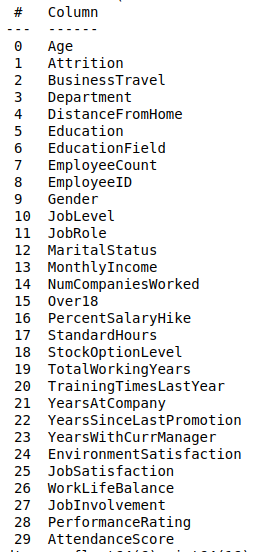 # Column
--- ------
0 Age
1 Attrition
2 BusinessTravel
3 Department
4 DistanceFromHome
5 Education
6 EducationField
7 EmployeeCount
8 EmployeeID
9 Gender
10 JobLevel
11 JobRole
12 MaritalStatus
13 MonthlyIncome
14 NumCompaniesWorked
15 Over18
16 PercentSalaryHike
17 StandardHours
18 StockOptionLevel
19 TotalWorkingYears
20 TrainingTimesLastYear
21 YearsAtCompany
22 YearsSinceLastPromotion
23 YearsWithCurrManager
24 EnvironmentSatisfaction
25 JobSatisfaction
26 WorkLifeBalance
27 JobInvolvement
28 PerformanceRating
29 AttendanceScore